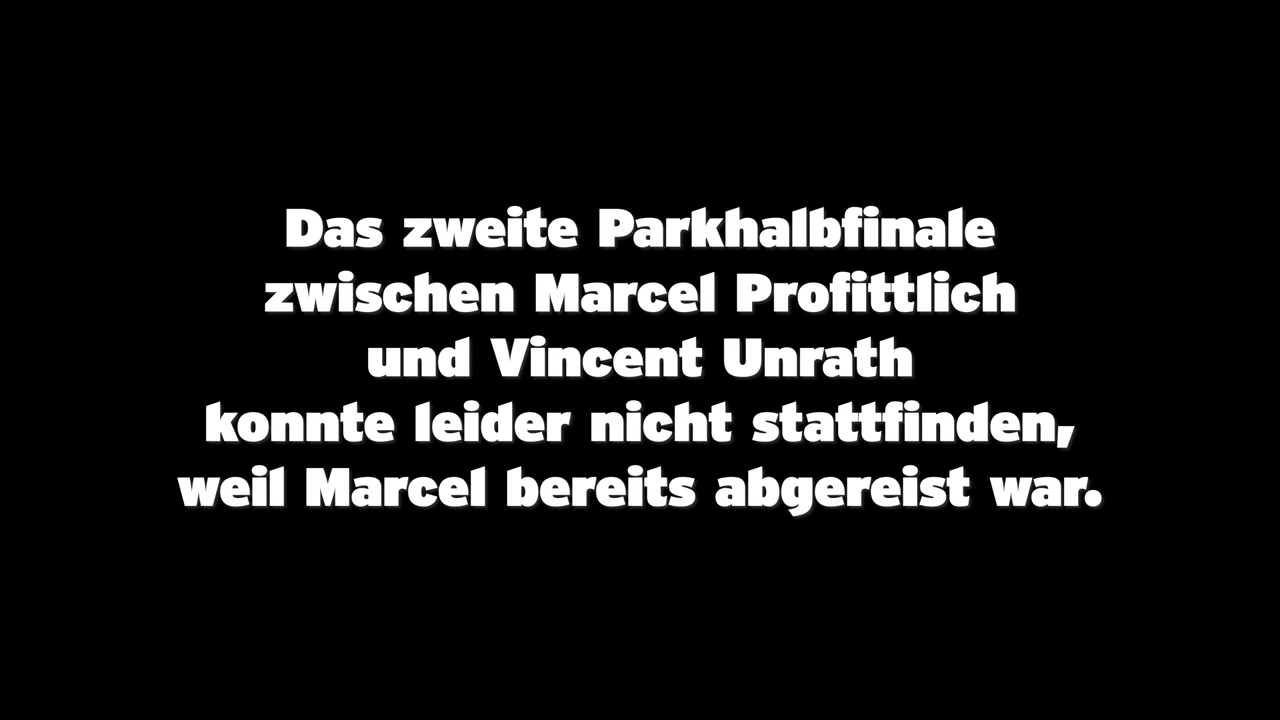 Das zweite Parkhalbfinale
zwischen Marcel Profittlich
und Vincent Unrath
konnte leider nicht stattfinden,
weil Marcel bereits abgereist war.